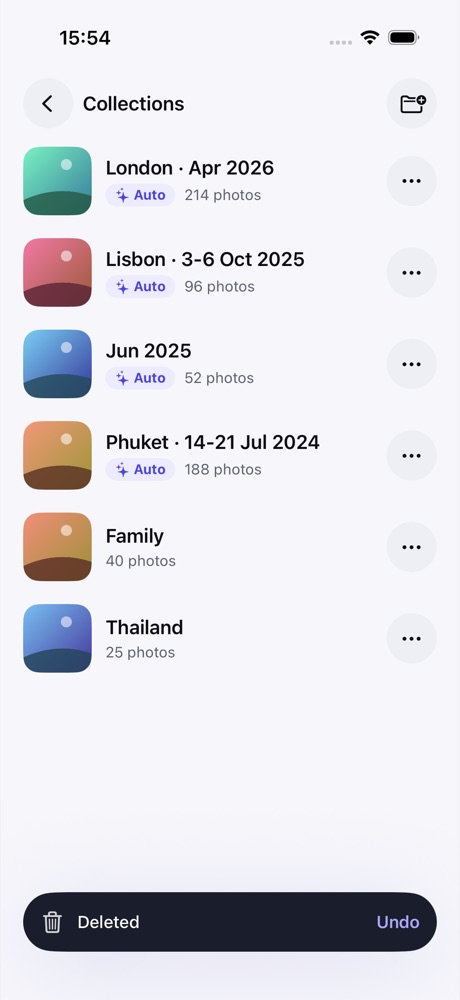 15:54
Collections
London · Apr 2026
Auto 214 photos
Lisbon · 3-6 Oct 2025
Auto 96 photos
Jun 2025
Auto 52 photos
Phuket · 14-21 Jul 2024
Auto 188 photos
Family
40 photos
Thailand
25 photos
Deleted Undo